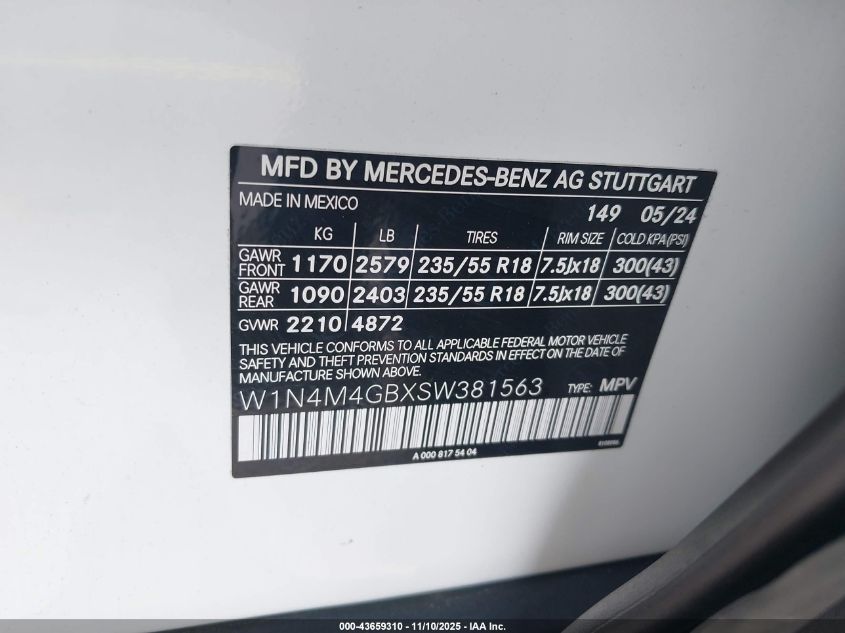 MFD BY MERCEDES-BENZ AG STUTTGART
MADE IN MEXICO 149 05/24
KG LB TIRES RIM SIZE COLD KPA(PSI)
GAWR FRONT 1170 2579 235/55 R18 7.5Jx18 300(43)
GAWR REAR 1090 2403 235/55 R18 7.5Jx18 300(43)
GVWR 2210 4872
THIS VEHICLE CONFORMS TO ALL APPLICABLE FEDERAL MOTOR VEHICLE
SAFETY AND THEFT PREVENTION STANDARDS IN EFFECT ON THE DATE OF
MANUFACTURE SHOWN ABOVE.
W1N4M4GBXSW381563 TYPE: MPV
A 000 817 54 04
000-43659310 - 11/10/2025 - IAA Inc.